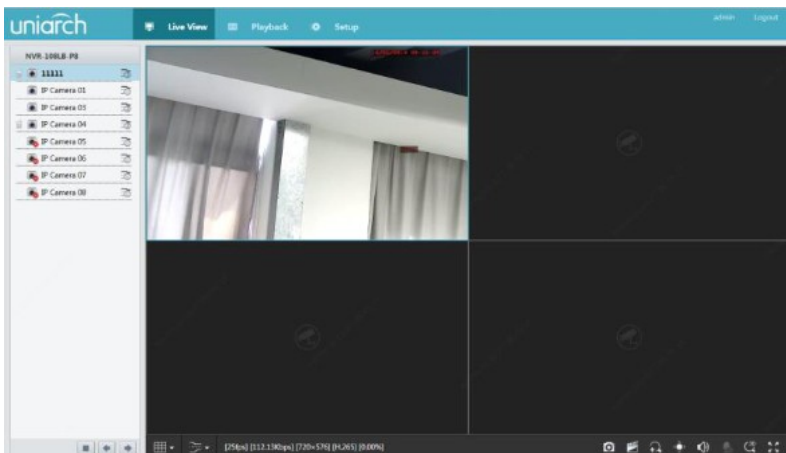 uniarch
Live View
Playback
Setup
admin
Logout
NVR-108LB-P8
11111
IP Camera 01
IP Camera 03
IP Camera 04
IP Camera 05
IP Camera 06
IP Camera 07
IP Camera 08
[25fps] [112.13Kbps] [720×576] [H.265] [0.00%]